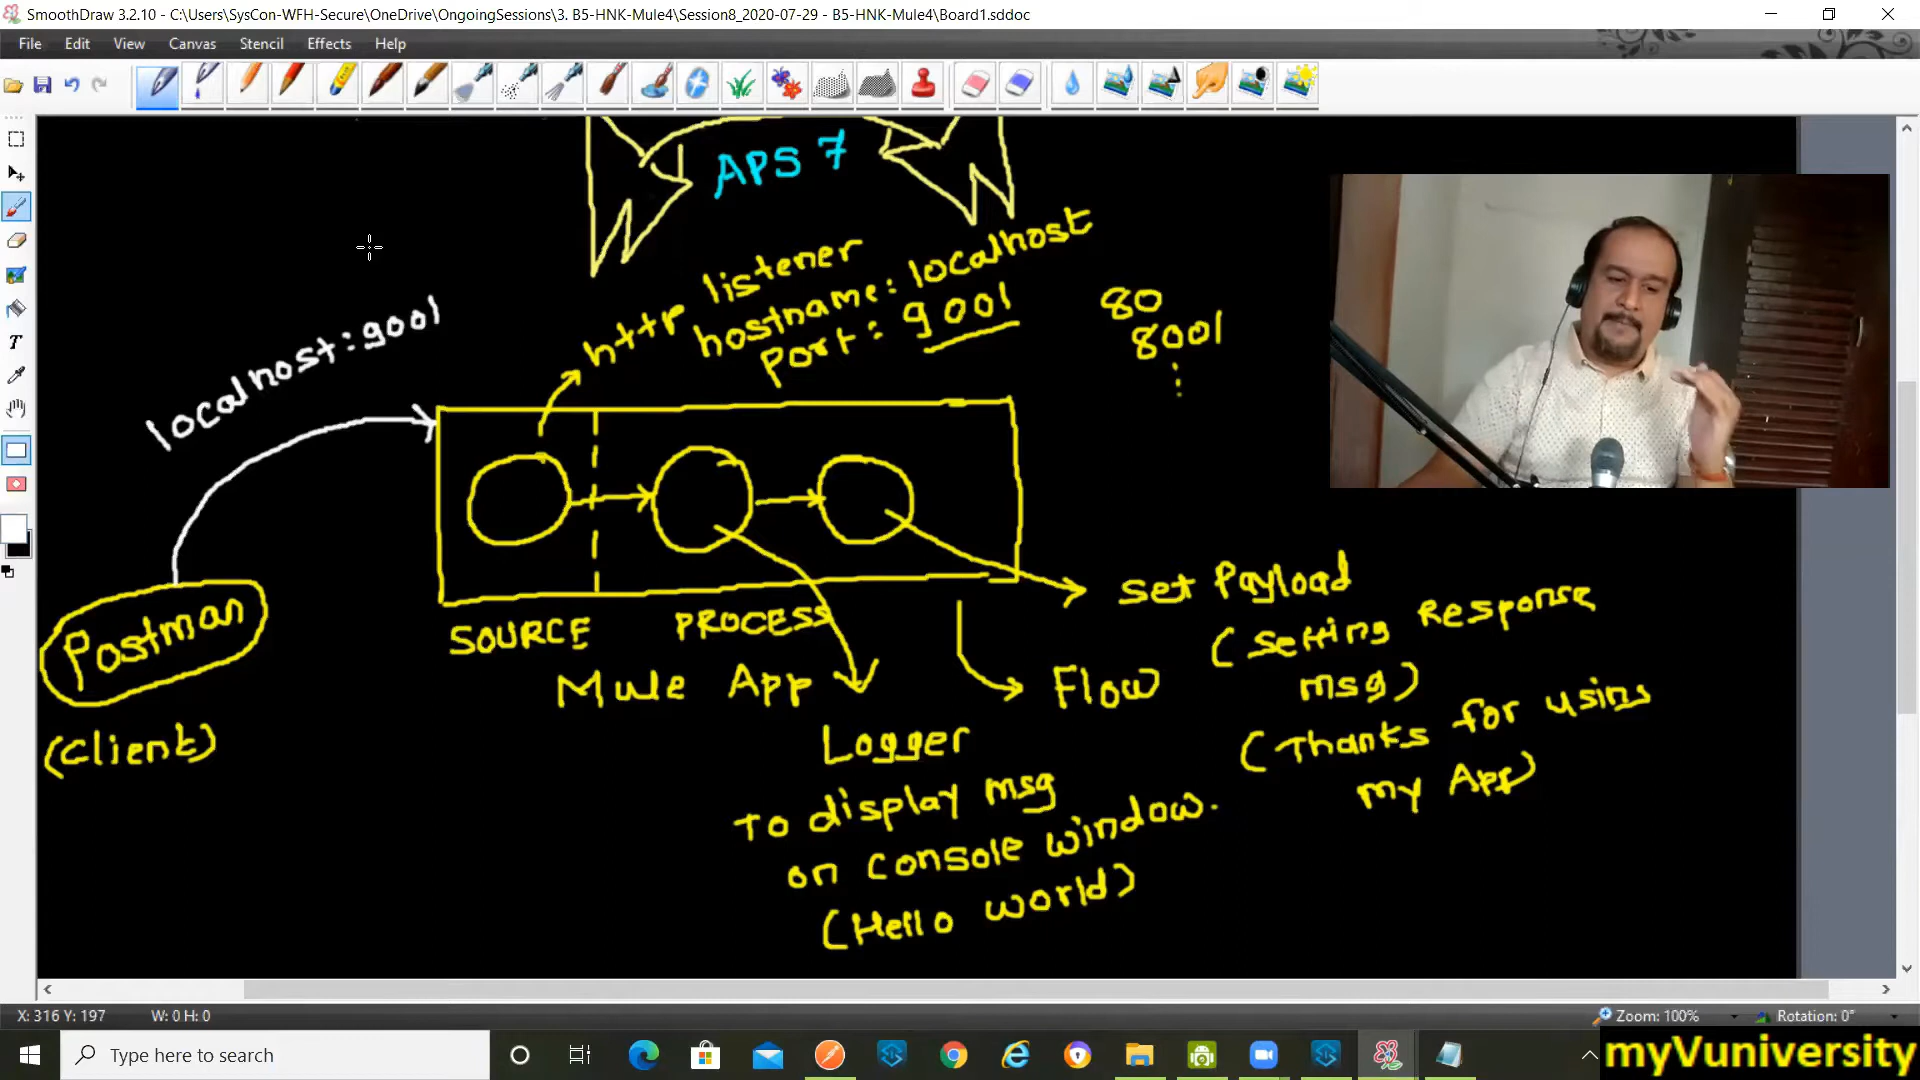 SmoothDraw 3.2.10 - C:\Users\SysCon-WFH-Secure\OneDrive\OngoingSessions\3. B5-HNK-Mule4\Session8_2020-07-29 - B5-HNK-Mule4\Board1.sddoc
File Edit View Canvas Stencil Effects Help
APS 7
http listener
hostname: localhost
Port: 9001
80
8001
localhost:9001
Postman
(Client)
SOURCE PROCESS
Mule App
Flow
Set Payload
(Setting Response
msg)
(Thanks for using
my App)
Logger
To display msg
on console window.
(Hello world)
X: 316 Y: 197 W: 0 H: 0
Zoom: 100% Rotation: 0°
Type here to search
myVuniversity